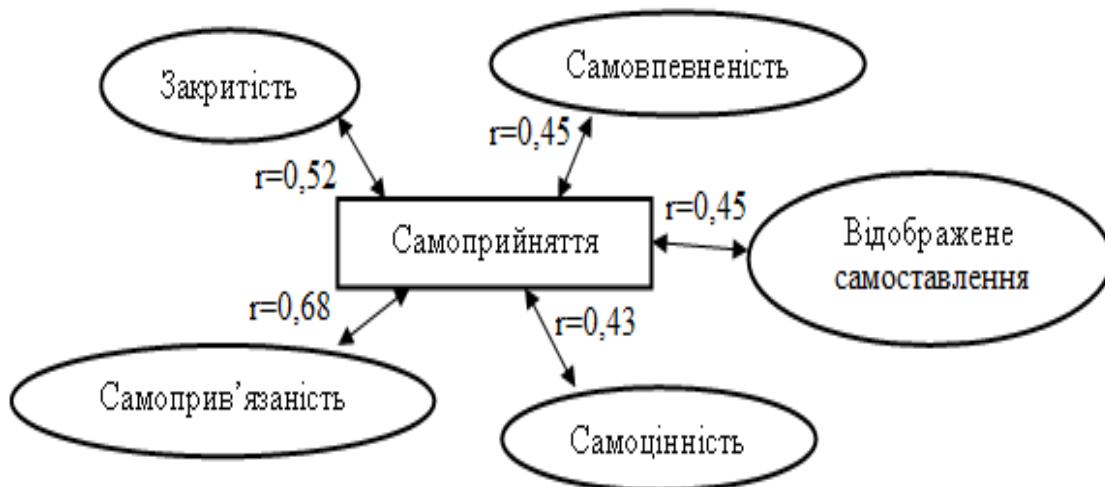 Закритість
Самовпевненість
r=0,45
r=0,52
r=0,45
Самоприйняття
Відображене
самоставлення
r=0,68
r=0,43
Самоприв’язаність
Самоцінність